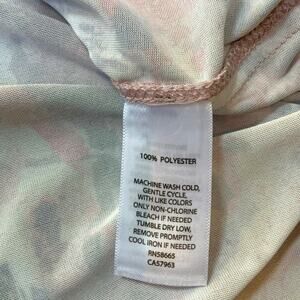 100% POLYESTER
MACHINE WASH COLD,
GENTLE CYCLE,
WITH LIKE COLORS
ONLY NON-CHLORINE
BLEACH IF NEEDED
TUMBLE DRY LOW,
REMOVE PROMPTLY
COOL IRON IF NEEDED
RN58665
CA57963